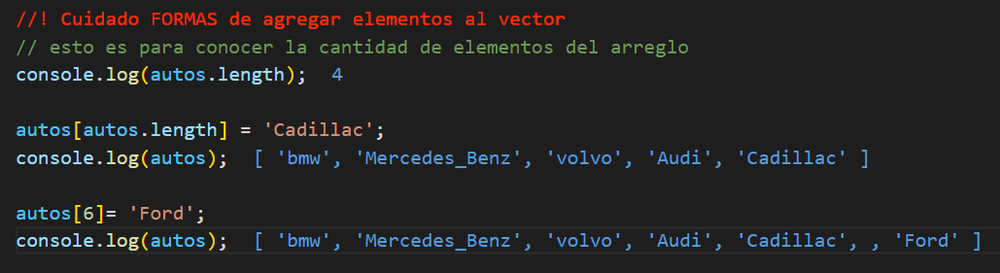 //! Cuidado FORMAS de agregar elementos al vector
// esto es para conocer la cantidad de elementos del arreglo
console.log(autos.length);  4
autos[autos.length] = 'Cadillac';
console.log(autos);  [ 'bmw', 'Mercedes_Benz', 'volvo', 'Audi', 'Cadillac' ]
autos[6]= 'Ford';
console.log(autos);  [ 'bmw', 'Mercedes_Benz', 'volvo', 'Audi', 'Cadillac', , 'Ford' ]